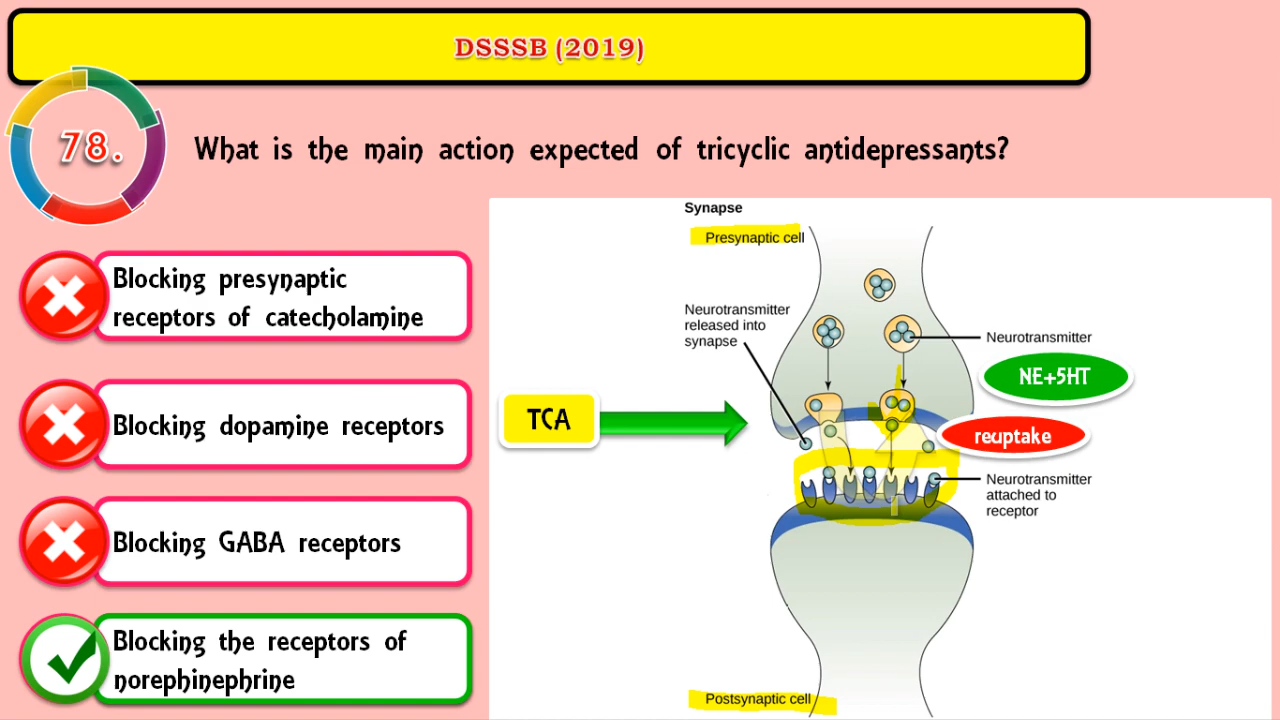 DSSSB (2019)
78.
What is the main action expected of tricyclic antidepressants?
Blocking presynaptic
receptors of catecholamine
Blocking dopamine receptors
Blocking GABA receptors
Blocking the receptors of
norephinephrine
Synapse
Presynaptic cell
Neurotransmitter
released into
synapse
Neurotransmitter
NE+5HT
TCA
reuptake
Neurotransmitter
attached to
receptor
Postsynaptic cell